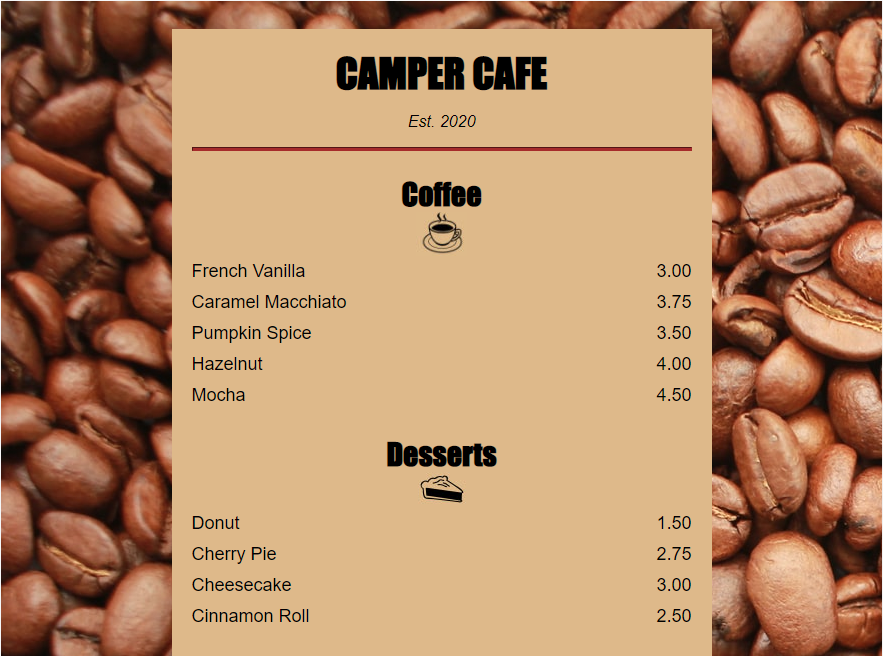 CAMPER CAFE
Est. 2020
Coffee
French Vanilla 3.00
Caramel Macchiato 3.75
Pumpkin Spice 3.50
Hazelnut 4.00
Mocha 4.50
Desserts
Donut 1.50
Cherry Pie 2.75
Cheesecake 3.00
Cinnamon Roll 2.50